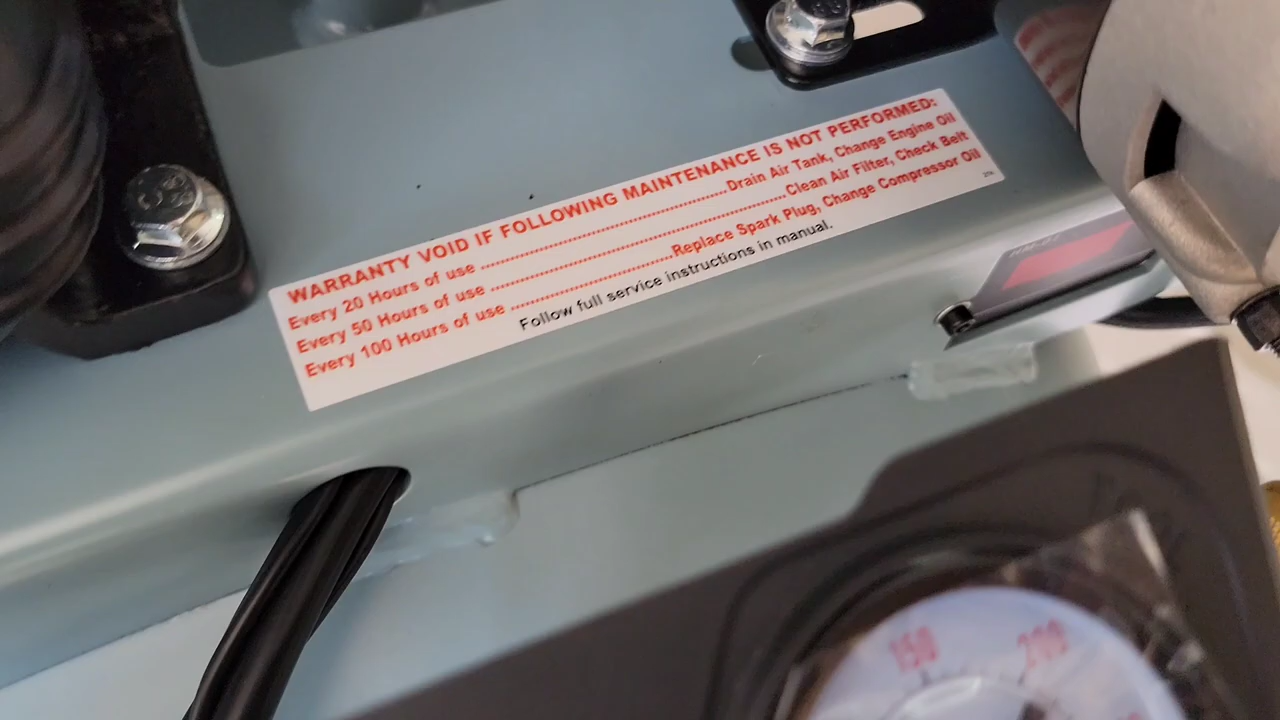 WARRANTY VOID IF FOLLOWING MAINTENANCE IS NOT PERFORMED:
Every 20 Hours of use ........................................................Drain Air Tank, Change Engine Oil
Every 50 Hours of use ....................................................................Clean Air Filter, Check Belt
Every 100 Hours of use .....................................Replace Spark Plug, Change Compressor Oil
Follow full service instructions in manual.
150
200